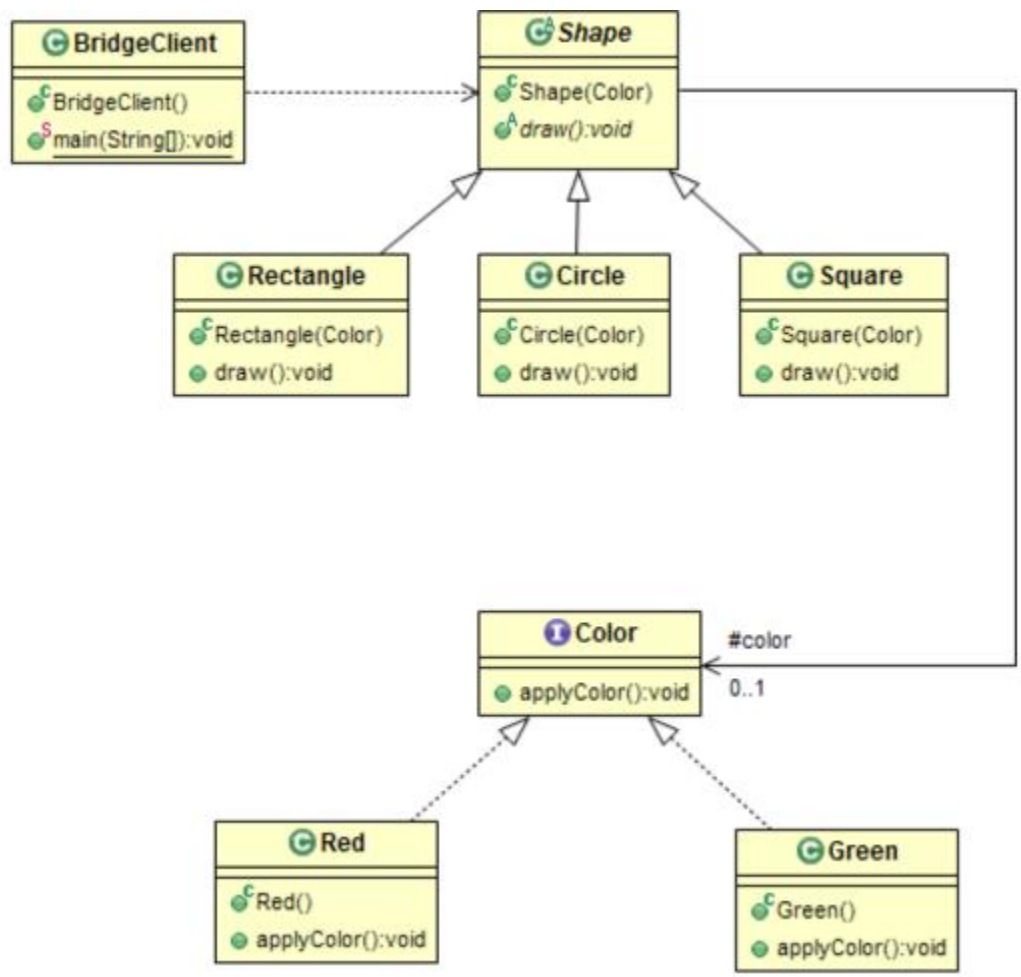 BridgeClient
BridgeClient()
main(String[]):void
Shape
Shape(Color)
draw():void
Rectangle
Rectangle(Color)
draw():void
Circle
Circle(Color)
draw():void
Square
Square(Color)
draw():void
Color
applyColor():void
#color
0..1
Red
Red()
applyColor():void
Green
Green()
applyColor():void